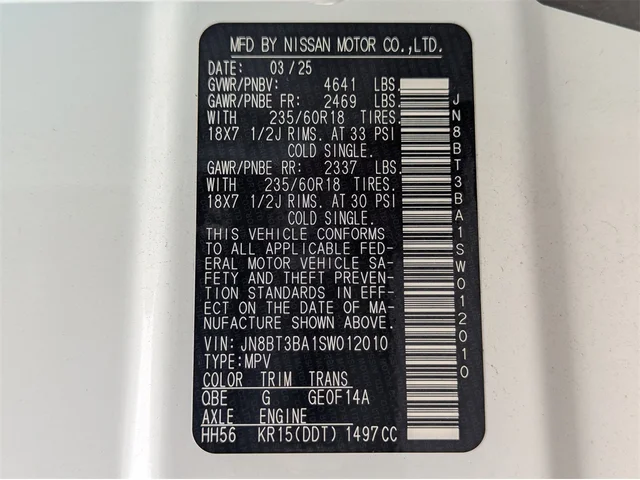 MFD BY NISSAN MOTOR CO.,LTD.
DATE: 03/25
GVWR/PNBV: 4641 LBS.
GAWR/PNBE FR: 2469 LBS.
WITH 235/60R18 TIRES.
18X7 1/2J RIMS. AT 33 PSI
COLD SINGLE.
GAWR/PNBE RR: 2337 LBS.
WITH 235/60R18 TIRES.
18X7 1/2J RIMS. AT 30 PSI
COLD SINGLE.
THIS VEHICLE CONFORMS
TO ALL APPLICABLE FED-
ERAL MOTOR VEHICLE SA-
FETY AND THEFT PREVEN-
TION STANDARDS IN EFF-
ECT ON THE DATE OF MA-
NUFACTURE SHOWN ABOVE.
VIN: JN8BT3BA1SW012010
TYPE: MPV
COLOR TRIM TRANS
QBE G GE0F14A
AXLE ENGINE
HH56 KR15(DDT) 1497CC
JN8BT3BA1SW012010